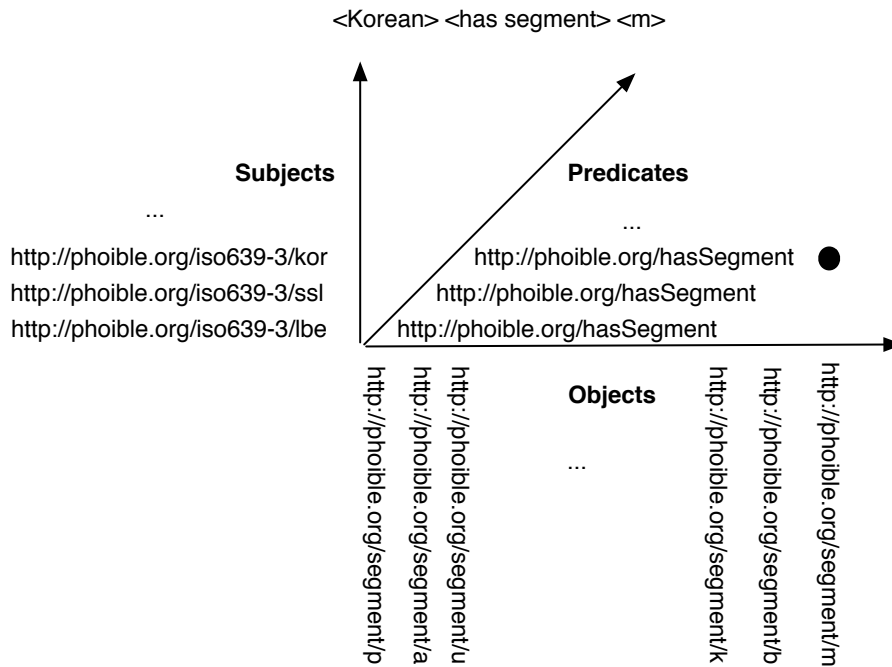 <Korean> <has segment> <m>
Subjects
Predicates
...
...
http://phoible.org/iso639-3/kor
http://phoible.org/hasSegment
http://phoible.org/iso639-3/ssl
http://phoible.org/hasSegment
http://phoible.org/iso639-3/lbe
http://phoible.org/hasSegment
Objects
...
http://phoible.org/segment/p
http://phoible.org/segment/a
http://phoible.org/segment/u
http://phoible.org/segment/k
http://phoible.org/segment/b
http://phoible.org/segment/m